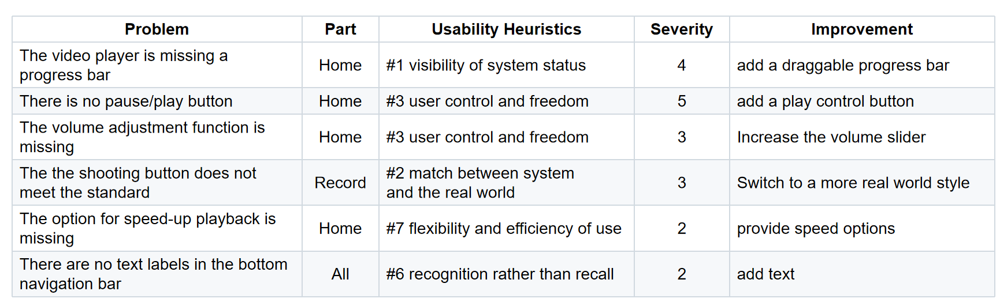 Problem Part Usability Heuristics Severity Improvement
The video player is missing a
progress bar
Home
#1 visibility of system status
4
add a draggable progress bar
There is no pause/play button
Home
#3 user control and freedom
5
add a play control button
The volume adjustment function is
missing
Home
#3 user control and freedom
3
Increase the volume slider
The the shooting button does not
meet the standard
Record
#2 match between system
and the real world
3
Switch to a more real world style
The option for speed-up playback is
missing
Home
#7 flexibility and efficiency of use
2
provide speed options
There are no text labels in the bottom
navigation bar
All
#6 recognition rather than recall
2
add text